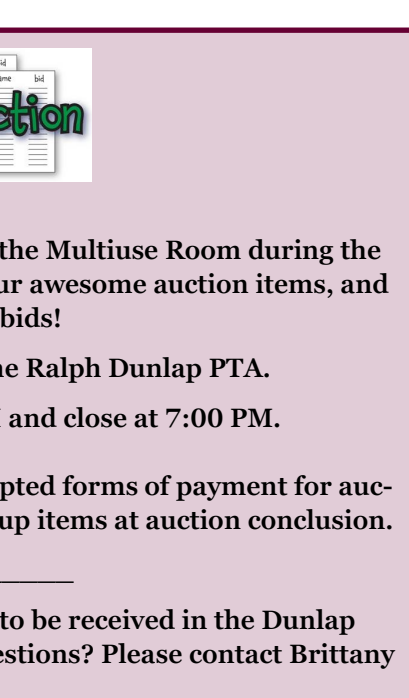 bid
bid
ction
the Multiuse Room during the
ur awesome auction items, and
bids!
ne Ralph Dunlap PTA.
and close at 7:00 PM.
pted forms of payment for auc-
up items at auction conclusion.
to be received in the Dunlap
estions? Please contact Brittany